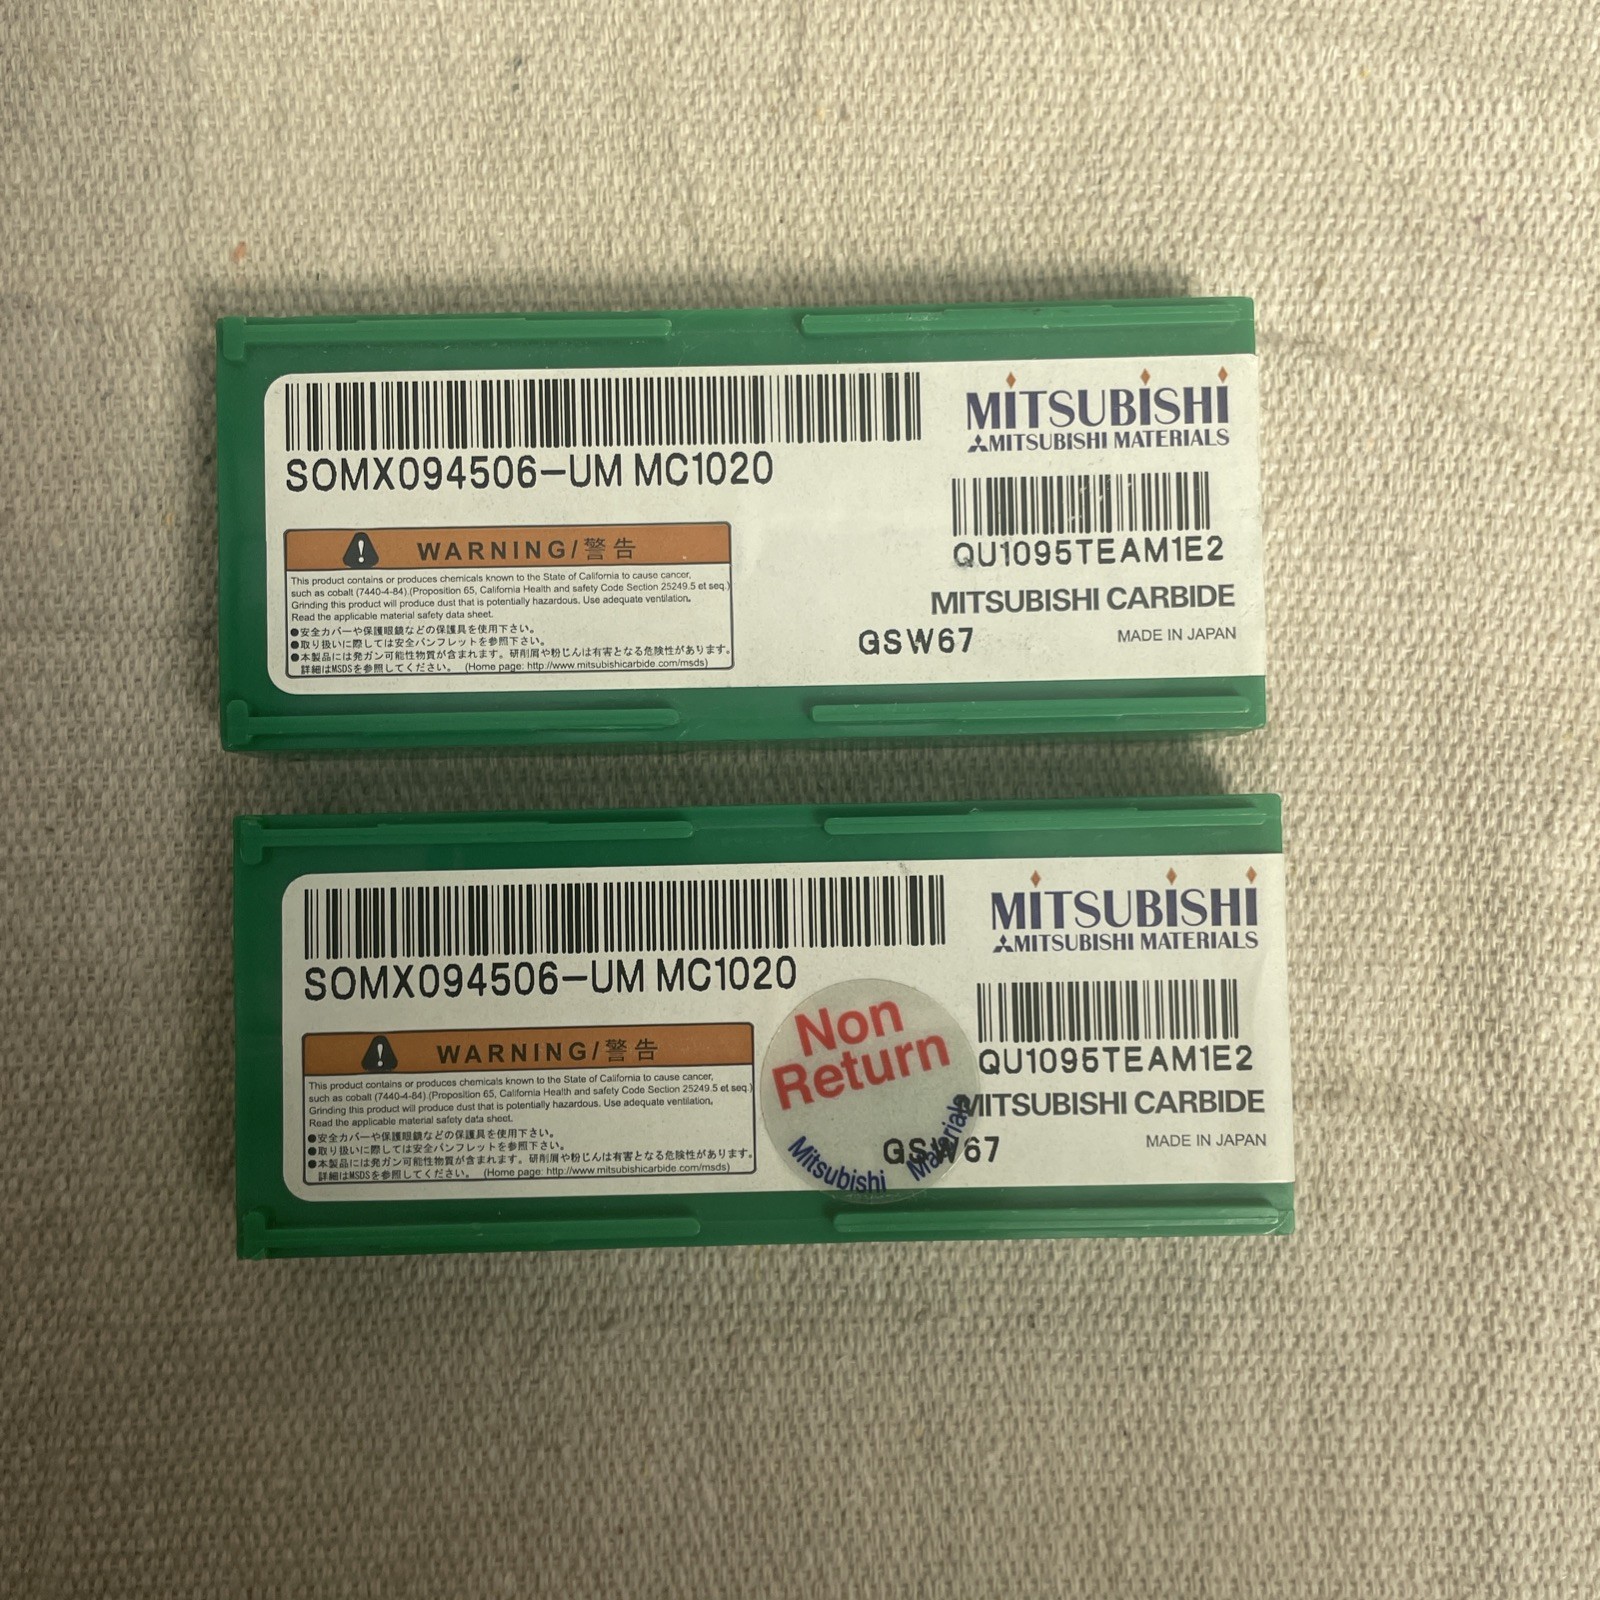 MITSUBISHI
MITSUBISHI MATERIALS
SOMX094506-UM MC1020
QU1095TEAM1E2
WARNING/警告
This product contains or produces chemicals known to the State of California to cause cancer,
such as cobalt (7440-4-84).(Proposition 65, California Health and safety Code Section 25249.5 et seq.)
Grinding this product will produce dust that is potentially hazardous. Use adequate ventilation.
Read the applicable material safety data sheet.
●安全カバーや保護眼鏡などの保護具を使用下さい。
●取り扱いに際しては安全パンフレットを参照下さい。
●本製品には発ガン可能性物質が含まれます。研削屑や粉じんは有害となる危険性があります。
詳細はMSDSを参照してください。 (Home page: http://www.mitsubishicarbide.com/msds)
MITSUBISHI CARBIDE
GSW67
MADE IN JAPAN
MITSUBISHI
MITSUBISHI MATERIALS
SOMX094506-UM MC1020
Non
Return
Mitsubishi Materials
QU1095TEAM1E2
WARNING/警告
This product contains or produces chemicals known to the State of California to cause cancer,
such as cobalt (7440-4-84).(Proposition 65, California Health and safety Code Section 25249.5 et seq.)
Grinding this product will produce dust that is potentially hazardous. Use adequate ventilation.
Read the applicable material safety data sheet.
●安全カバーや保護眼鏡などの保護具を使用下さい。
●取り扱いに際しては安全パンフレットを参照下さい。
●本製品には発ガン可能性物質が含まれます。研削屑や粉じんは有害となる危険性があります。
詳細はMSDSを参照してください。 (Home page: http://www.mitsubishicarbide.com/msds)
MITSUBISHI CARBIDE
GSW67
MADE IN JAPAN